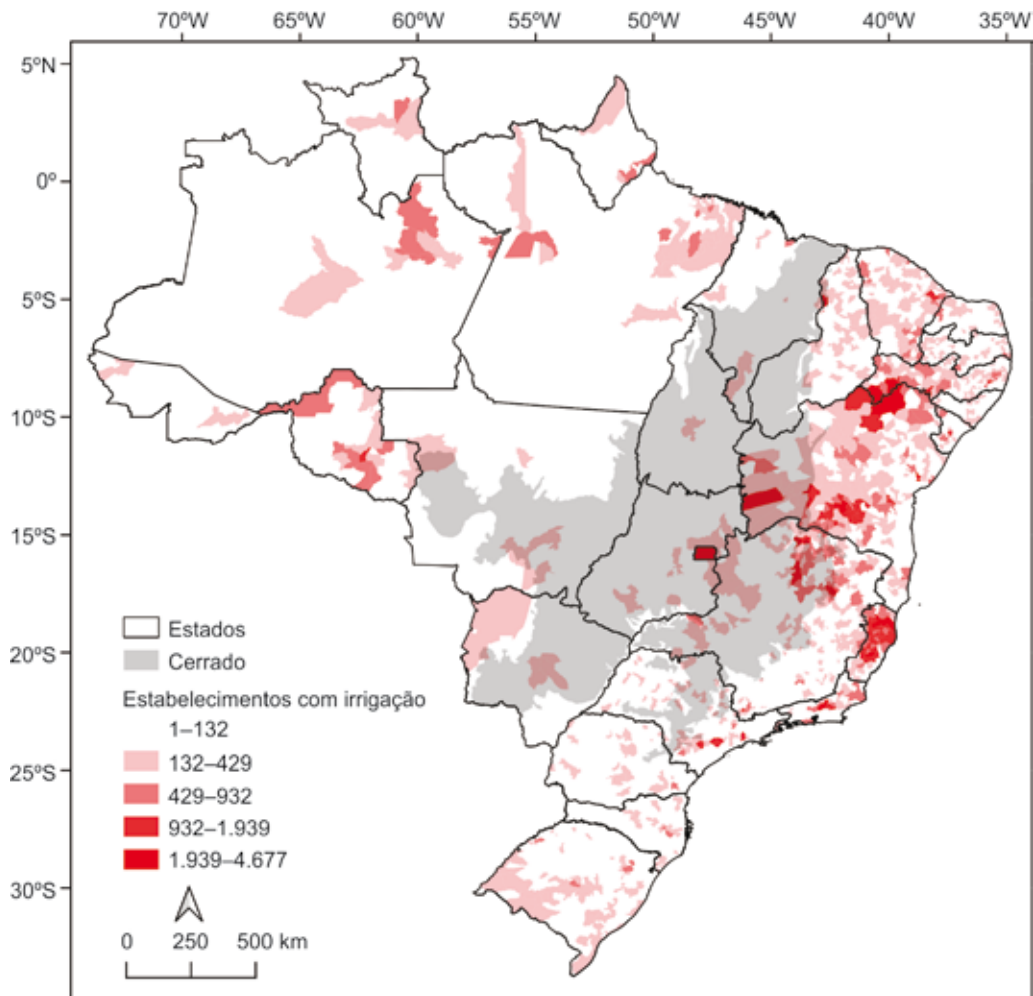 70ºW 65ºW 60ºW 55ºW 50ºW 45ºW 40ºW 35ºW
5ºN
0º
5ºS
10ºS
15ºS
20ºS
25ºS
30ºS
Estados
Cerrado
Estabelecimentos com irrigação
1–132
132–429
429–932
932–1.939
1.939–4.677
0 250 500 km